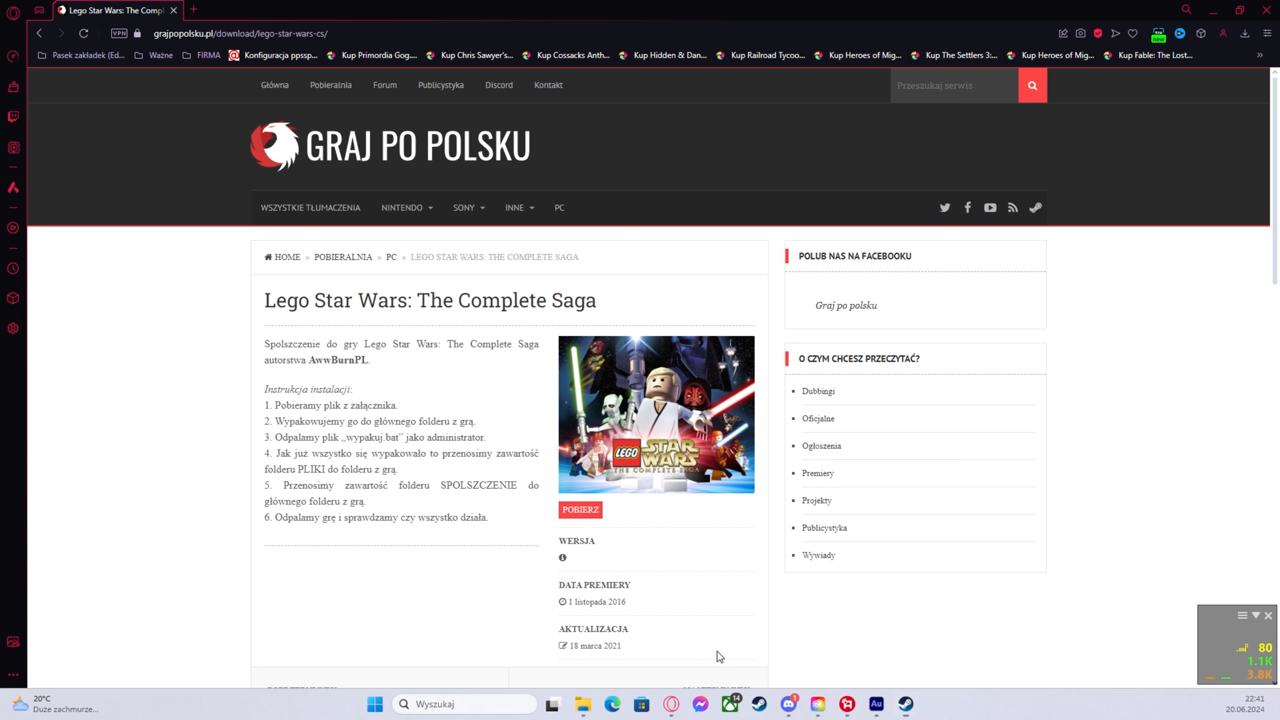 Lego Star Wars: The Compl
VPN
grajpopolsku.pl/download/lego-star-wars-cs/
Pasek zakładek (Ed...
Ważne
FIRMA
Konfiguracja ppssp...
Kup Primordia Gog...
Kup Chris Sawyer's...
Kup Cossacks Anth...
Kup Hidden & Dan...
Kup Railroad Tycoo...
Kup Heroes of Mig...
Kup The Settlers 3:...
Kup Heroes of Mig...
Kup Fable: The Lost...
Główna
Pobieralnia
Forum
Publicystyka
Discord
Kontakt
Przeszukaj serwis
GRAJ PO POLSKU
WSZYSTKIE TŁUMACZENIA
NINTENDO
SONY
INNE
PC
HOME » POBIERALNIA » PC » LEGO STAR WARS: THE COMPLETE SAGA
Lego Star Wars: The Complete Saga
Spolszczenie do gry Lego Star Wars: The Complete Saga
autorstwa AwwBurnPL.
Instrukcja instalacji:
1. Pobieramy plik z załącznika.
2. Wypakowujemy go do głównego folderu z grą.
3. Odpalamy plik „wypakuj.bat” jako administrator.
4. Jak już wszystko się wypakowało to przenosimy zawartość
folderu PLIKI do folderu z grą.
5. Przenosimy zawartość folderu SPOLSZCZENIE do
głównego folderu z grą.
6. Odpalamy grę i sprawdzamy czy wszystko działa.
LEGO
STAR WARS
THE COMPLETE SAGA
POBIERZ
WERSJA
DATA PREMIERY
1 listopada 2016
AKTUALIZACJA
18 marca 2021
POLUB NAS NA FACEBOOKU
Graj po polsku
O CZYM CHCESZ PRZECZYTAĆ?
Dubbingi
Oficjalne
Ogłoszenia
Premiery
Projekty
Publicystyka
Wywiady
80
1.1K
3.8K
20°C
Duże zachmurze...
Wyszukaj
14
1
22:41
20.06.2024